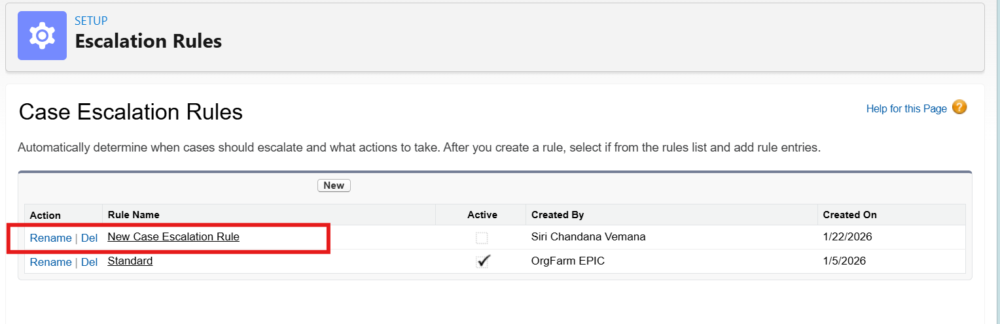 SETUP
Escalation Rules
Case Escalation Rules
Help for this Page ?
Automatically determine when cases should escalate and what actions to take. After you create a rule, select if from the rules list and add rule entries.
New
Action Rule Name Active Created By Created On
Rename | Del New Case Escalation Rule Siri Chandana Vemana 1/22/2026
Rename | Del Standard OrgFarm EPIC 1/5/2026